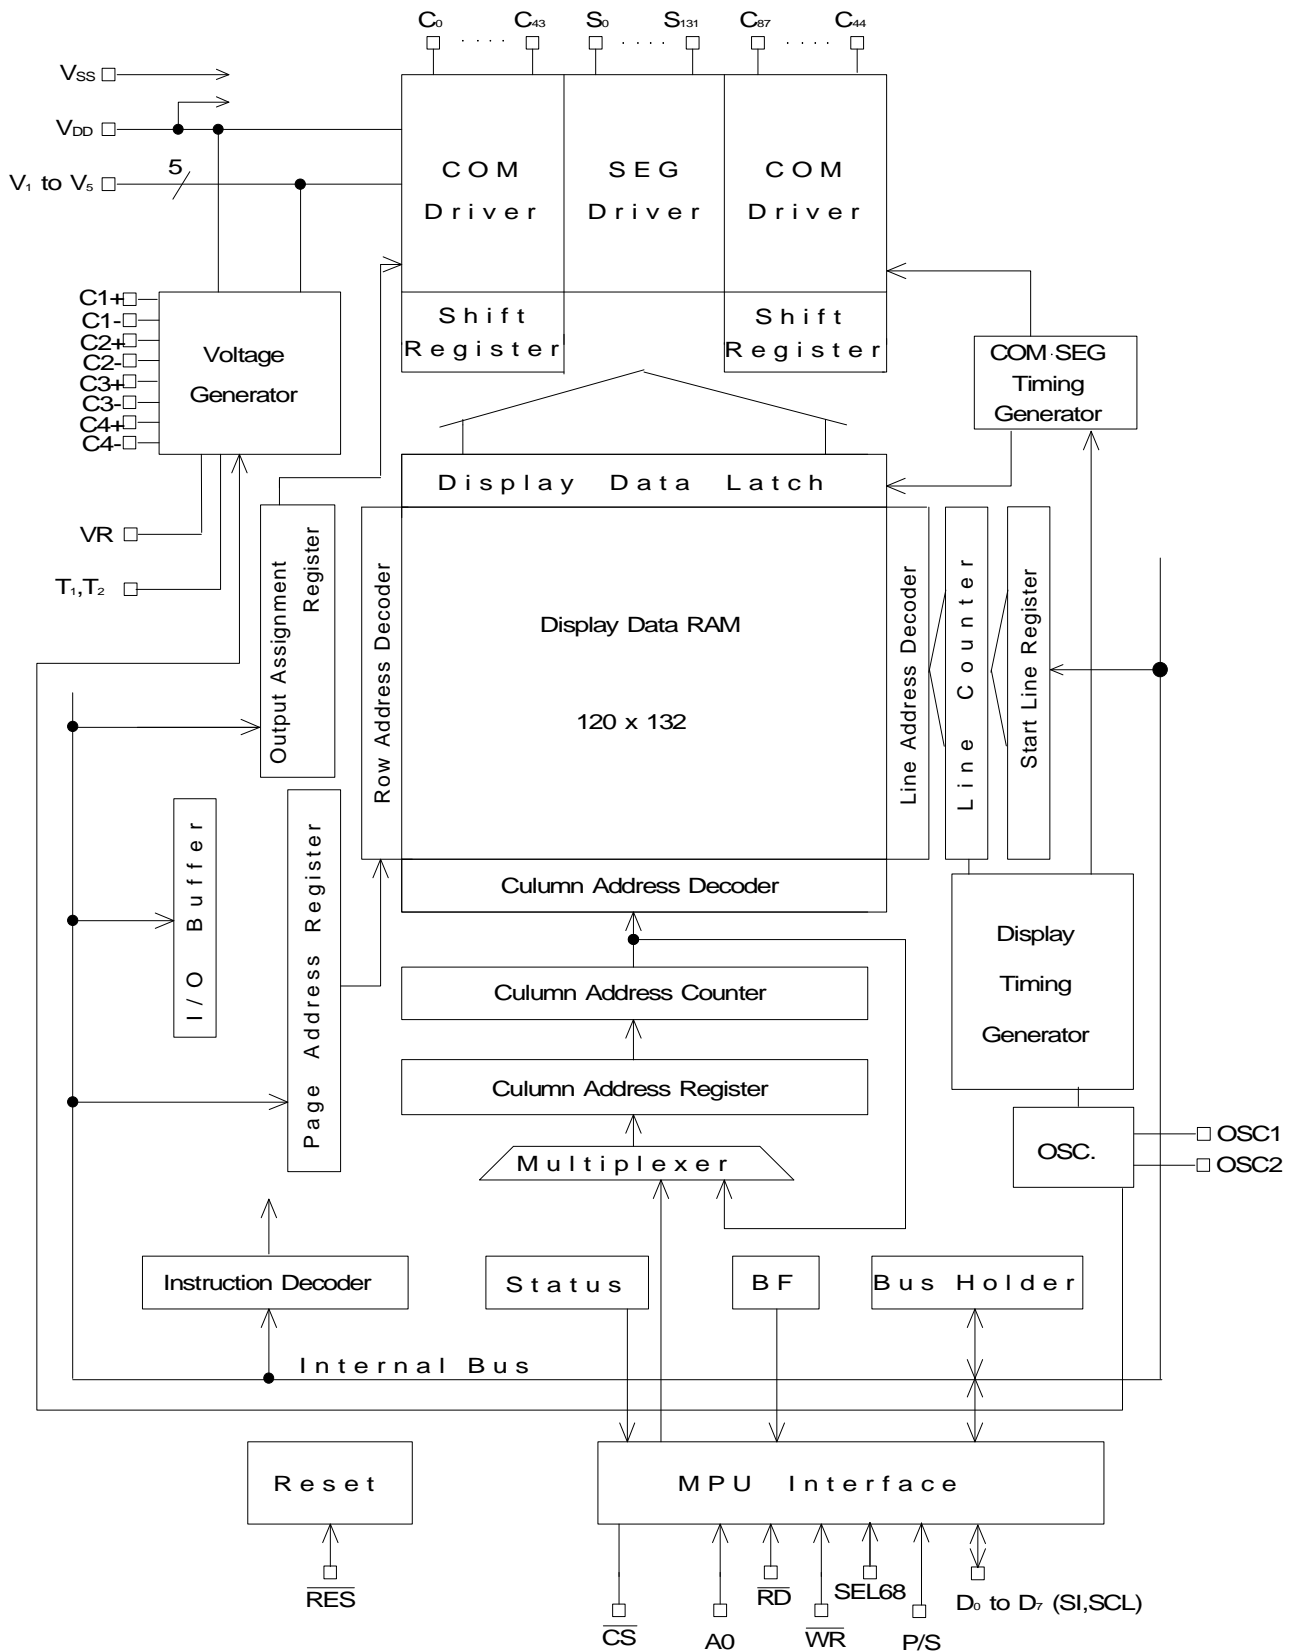 C0 · · · · C43 S0 · · · · S131 C87 · · · · C44
VSS
VDD
V1 to V5
5
COM
Driver
SEG
Driver
COM
Driver
Shift
Register
Shift
Register
C1+
C1-
C2+
C2-
C3+
C3-
C4+
C4-
Voltage
Generator
COM·SEG
Timing
Generator
Display Data Latch
VR
T1,T2
Output Assignment
Register
Row Address Decoder
Display Data RAM
120 x 132
Line Address Decoder
Line Counter
Start Line Register
I/O Buffer
Page Address Register
Culumn Address Decoder
Culumn Address Counter
Culumn Address Register
Multiplexer
Display
Timing
Generator
OSC.
OSC1
OSC2
Instruction Decoder
Status
BF
Bus Holder
Internal Bus
Reset
MPU Interface
RES
CS
A0
RD
WR
SEL68
P/S
D0 to D7 (SI,SCL)